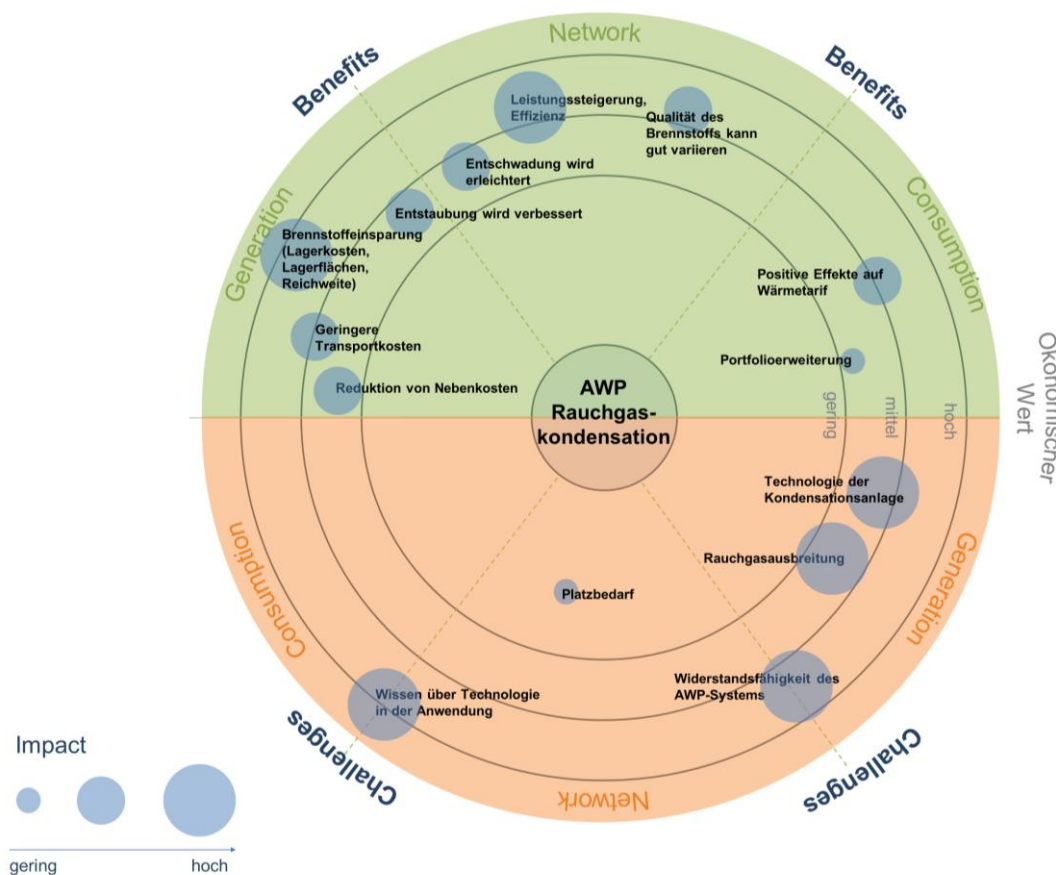 Network
Benefits
Benefits
Leistungssteigerung,
Effizienz
Qualität des
Brennstoffs kann
gut variieren
Entschwadung wird
erleichtert
Entstaubung wird verbessert
Generation
Consumption
Brennstoffeinsparung
(Lagerkosten,
Lagerflächen,
Reichweite)
Positive Effekte auf
Wärmetarif
Geringere
Transportkosten
Portfolioerweiterung
Reduktion von Nebenkosten
AWP
Rauchgas-
kondensation
gering
mittel
hoch
Ökonomischer
Wert
Technologie der
Kondensationsanlage
Rauchgasausbreitung
Consumption
Generation
Platzbedarf
Widerstandsfähigkeit des
AWP-Systems
Wissen über Technologie
in der Anwendung
Challenges
Challenges
Network
Impact
gering
hoch